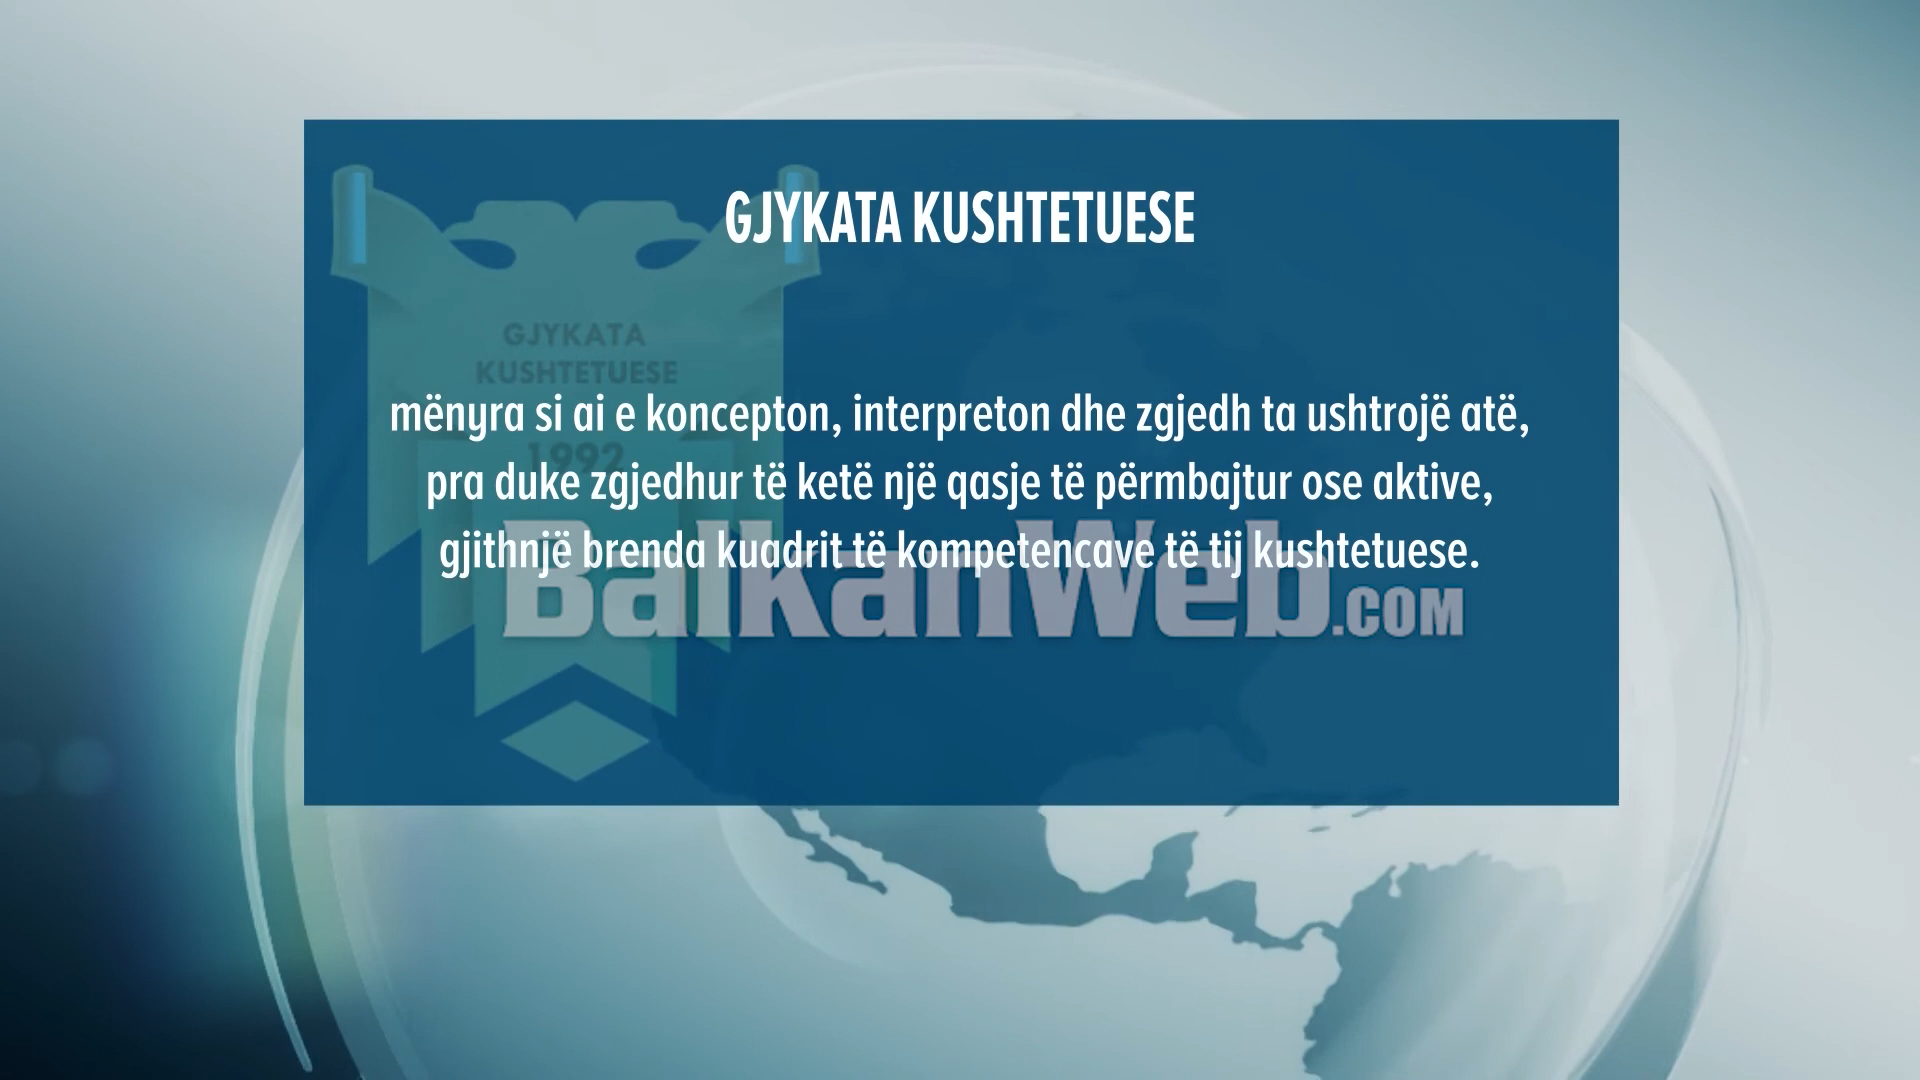 GJYKATA KUSHTETUESE
GJYKATA
KUSHTETUESE
1992
mënyra si ai e koncepton, interpreton dhe zgjedh ta ushtrojë atë,
pra duke zgjedhur të ketë një qasje të përmbajtur ose aktive,
gjithnjë brenda kuadrit të kompetencave të tij kushtetuese.
BalkanWeb.COM